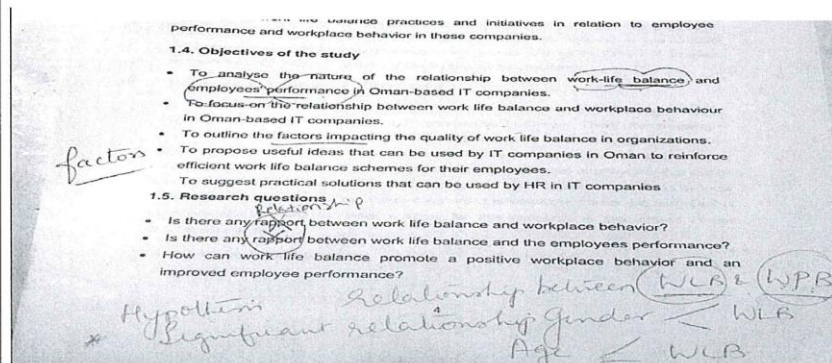 balance practices and initiatives in relation to employee
performance and workplace behavior in these companies.
1.4. Objectives of the study
• To analyse the nature of the relationship between work-life balance and
employees' performance in Oman-based IT companies.
• To focus on the relationship between work life balance and workplace behaviour
in Oman-based IT companies.
• To outline the factors impacting the quality of work life balance in organizations.
factors
• To propose useful ideas that can be used by IT companies in Oman to reinforce
efficient work life balance schemes for their employees.
To suggest practical solutions that can be used by HR in IT companies
1.5. Research questions
Relationship
• Is there any rapport between work life balance and workplace behavior?
• Is there any rapport between work life balance and the employees performance?
• How can work life balance promote a positive workplace behavior and an
improved employee performance?
Hypothesis relationship between WLB & WPB
4
* Significant relationship Gender < WLB
Age < WLB